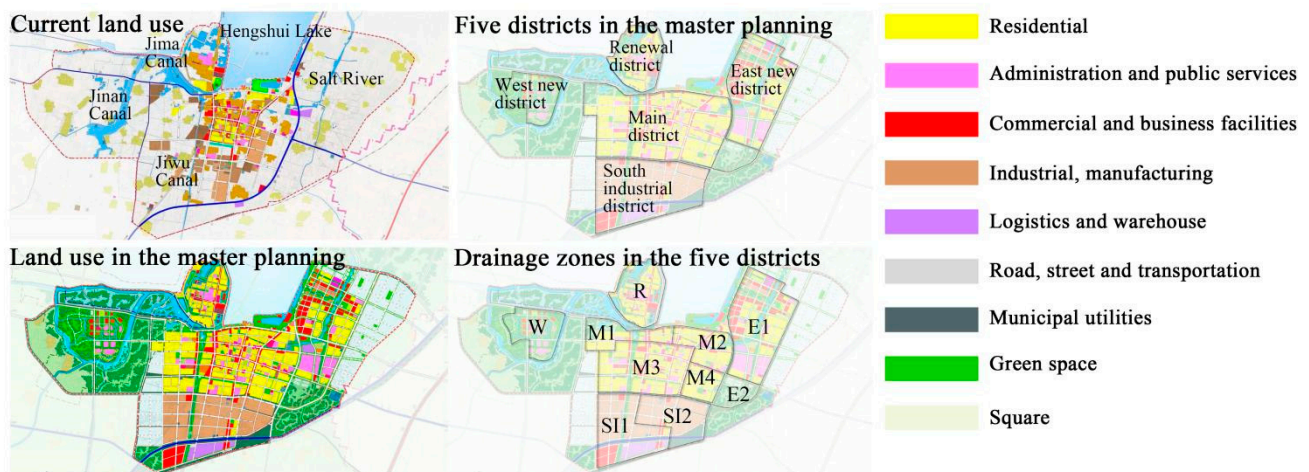 Current land use
Hengshui Lake
Jima
Canal
Salt River
Jinan
Canal
Jiwu
Canal
Five districts in the master planning
Renewal
district
East new
district
West new
district
Main
district
South
industrial
district
Land use in the master planning
Drainage zones in the five districts
R
W
M1
E1
M2
M3
M4
E2
SI1
SI2
Residential
Administration and public services
Commercial and business facilities
Industrial, manufacturing
Logistics and warehouse
Road, street and transportation
Municipal utilities
Green space
Square